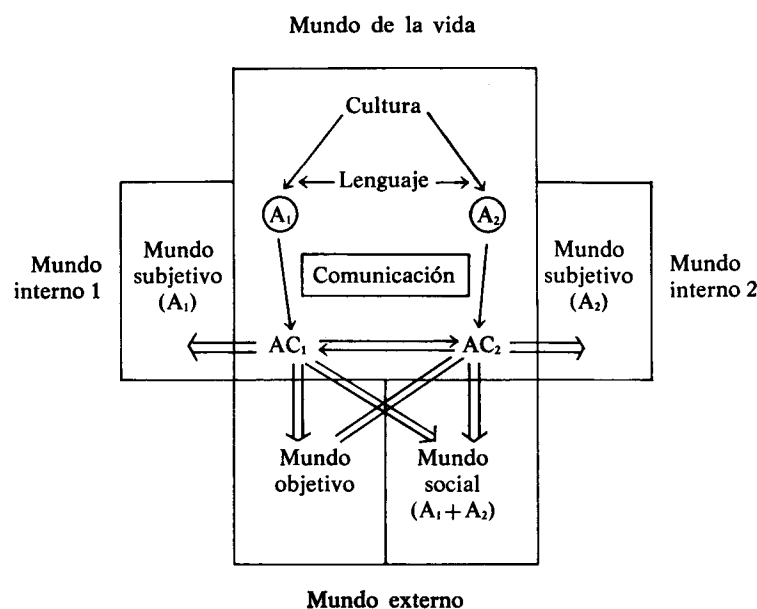 Mundo de la vida
Cultura
Lenguaje
A₁
A₂
Mundo
interno 1
Mundo
subjetivo
(A₁)
Comunicación
Mundo
subjetivo
(A₂)
Mundo
interno 2
AC₁
AC₂
Mundo
objetivo
Mundo
social
(A₁+A₂)
Mundo externo